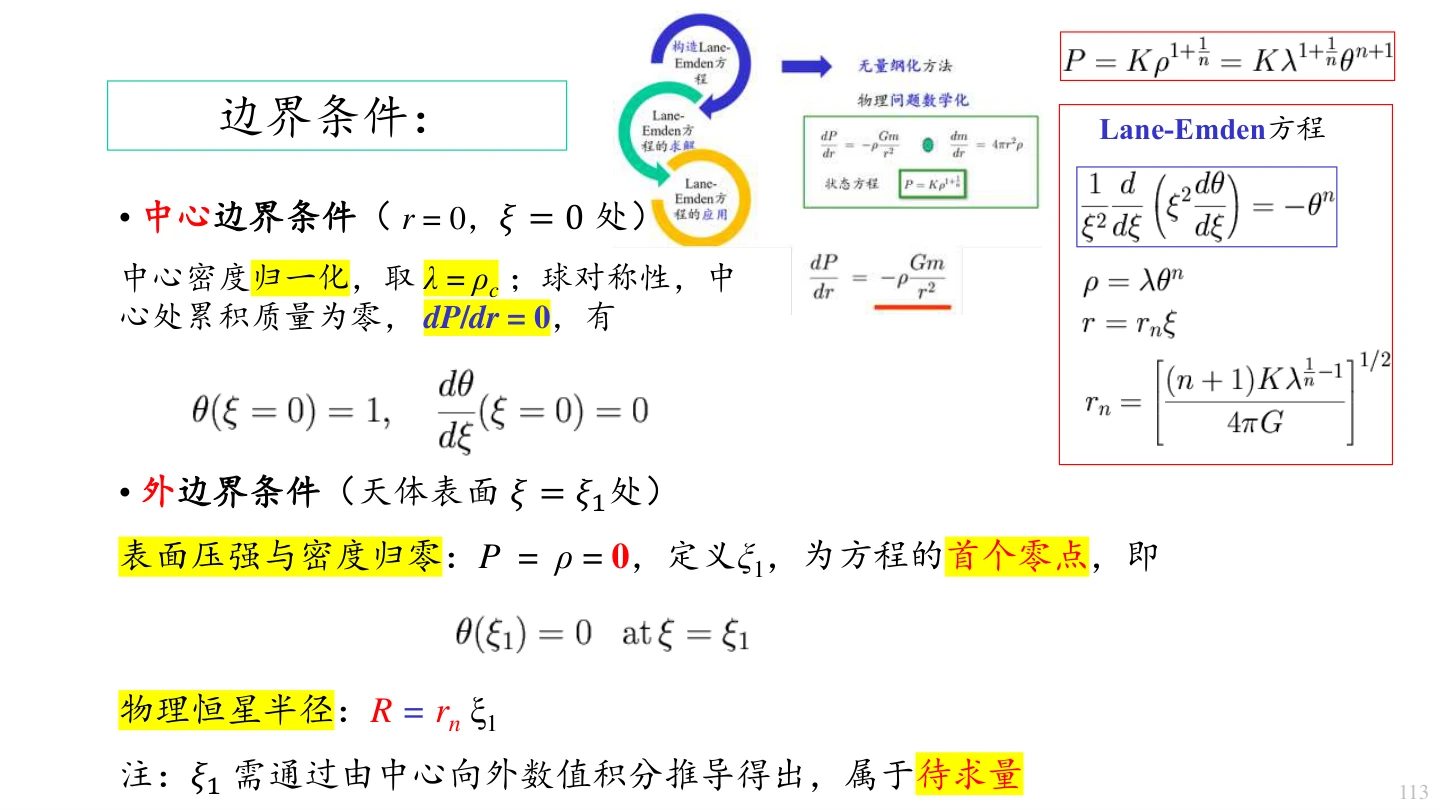 边界条件：
构造Lane-
Emden方
程
Lane-
Emden方
程的求解
Lane-
Emden方
程的应用
无量纲化方法
物理问题数学化
dP/dr = −ρ Gm/r² dm/dr = 4πr²ρ
状态方程 P = Kρ^{1+1/n}
dP/dr = −ρ Gm/r²
P = Kρ^{1+1/n} = Kλ^{1+1/n}θ^{n+1}
Lane-Emden方程
1/ξ² d/dξ (ξ² dθ/dξ) = −θⁿ
ρ = λθⁿ
r = rₙξ
rₙ = [(n + 1)Kλ^{1/n −1} / 4πG]^{1/2}
• 中心边界条件（ r = 0，ξ = 0 处）
中心密度归一化，取 λ = ρc ；球对称性，中
心处累积质量为零， dP/dr = 0，有
θ(ξ = 0) = 1, dθ/dξ (ξ = 0) = 0
• 外边界条件（天体表面 ξ = ξ₁处）
表面压强与密度归零：P = ρ = 0，定义ξ₁，为方程的首个零点，即
θ(ξ₁) = 0 at ξ = ξ₁
物理恒星半径：R = rₙ ξ₁
注：ξ₁ 需通过由中心向外数值积分推导得出，属于待求量
113